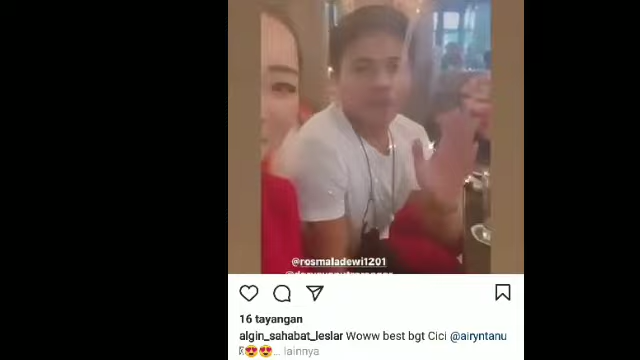 @rosmaladewi1201
16 tayangan
algin_sahabat_leslar Woww best bgt Cici @airyntanu
😍😍... lainnya